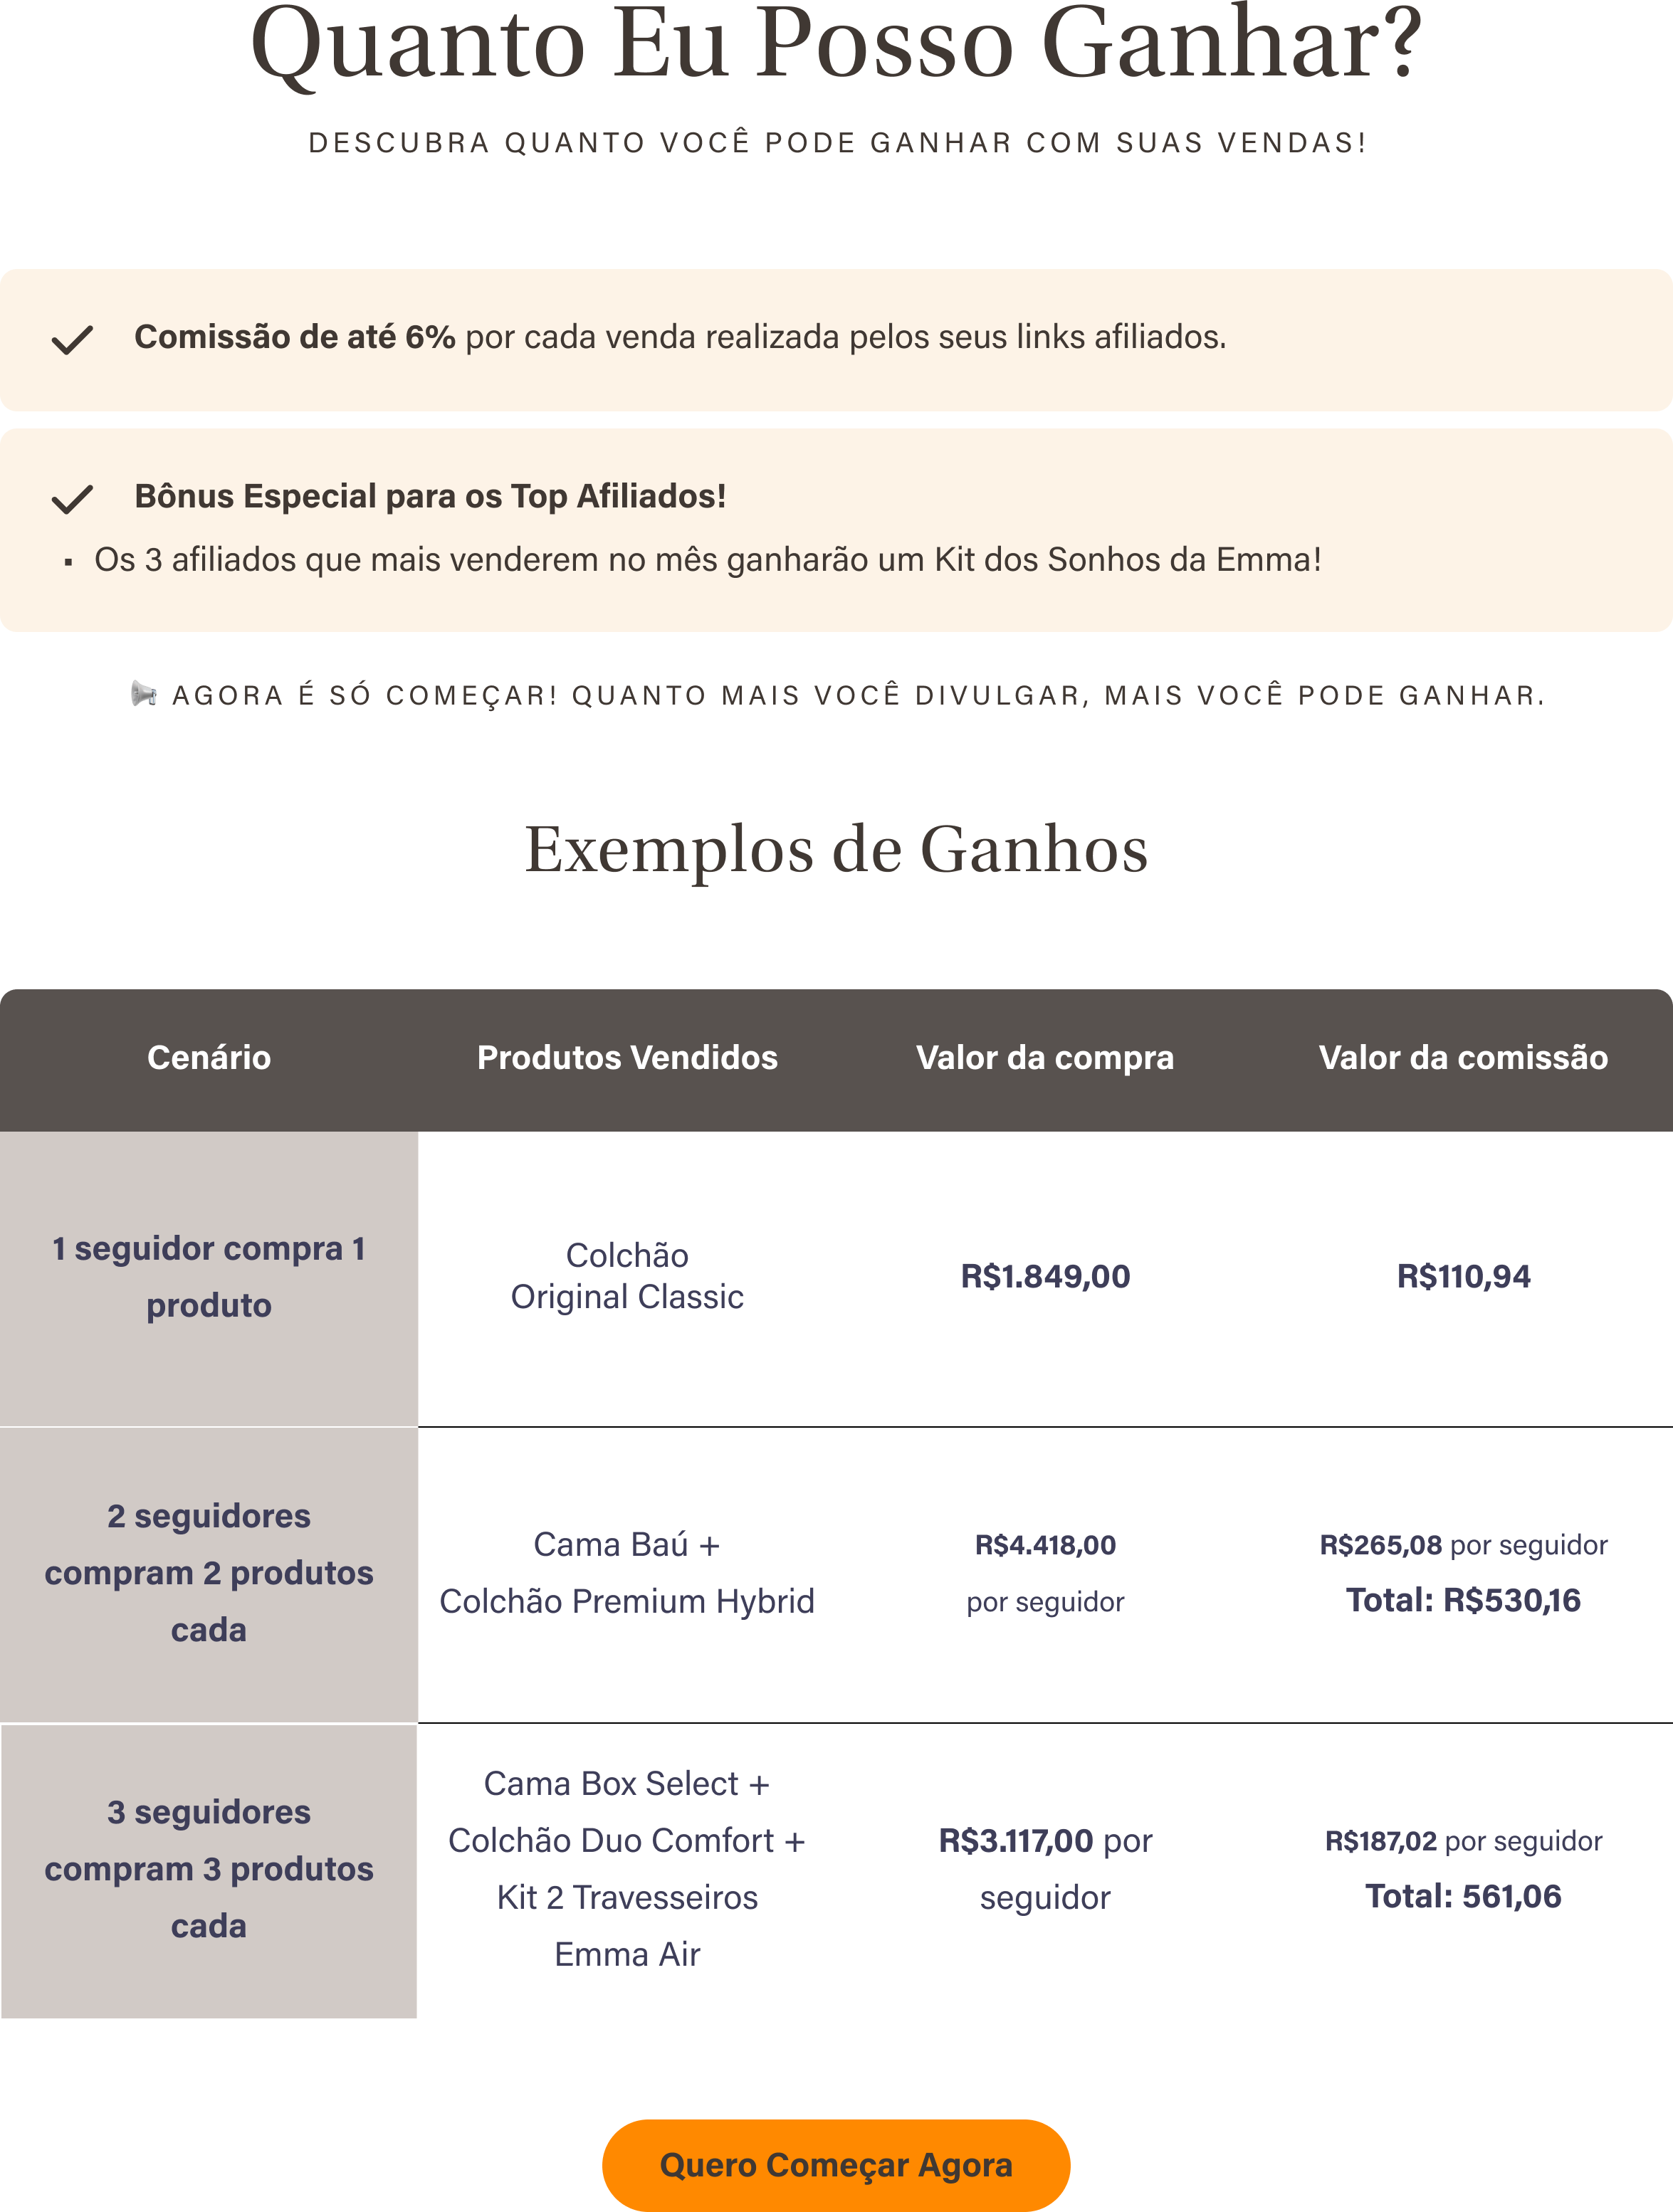 Quanto Eu Posso Ganhar?
DESCUBRA QUANTO VOCÊ PODE GANHAR COM SUAS VENDAS!
Comissão de até 6% por cada venda realizada pelos seus links afiliados.
Bônus Especial para os Top Afiliados!
▪ Os 3 afiliados que mais venderem no mês ganharão um Kit dos Sonhos da Emma!
📢 AGORA É SÓ COMEÇAR! QUANTO MAIS VOCÊ DIVULGAR, MAIS VOCÊ PODE GANHAR.
Exemplos de Ganhos
Cenário
Produtos Vendidos
Valor da compra
Valor da comissão
1 seguidor compra 1
produto
Colchão
Original Classic
R$1.849,00
R$110,94
2 seguidores
compram 2 produtos
cada
Cama Baú +
Colchão Premium Hybrid
R$4.418,00
por seguidor
R$265,08 por seguidor
Total: R$530,16
3 seguidores
compram 3 produtos
cada
Cama Box Select +
Colchão Duo Comfort +
Kit 2 Travesseiros
Emma Air
R$3.117,00 por
seguidor
R$187,02 por seguidor
Total: 561,06
Quero Começar Agora